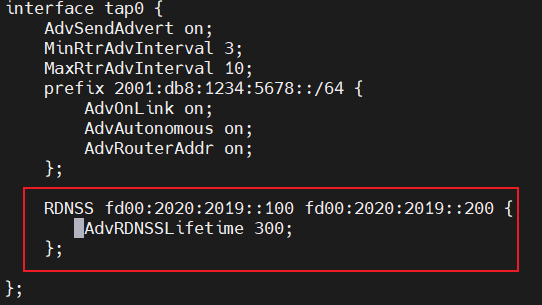 interface tap0 {
AdvSendAdvert on;
MinRtrAdvInterval 3;
MaxRtrAdvInterval 10;
prefix 2001:db8:1234:5678::/64 {
AdvOnLink on;
AdvAutonomous on;
AdvRouterAddr on;
};
RDNSS fd00:2020:2019::100 fd00:2020:2019::200 {
AdvRDNSSLifetime 300;
};
};